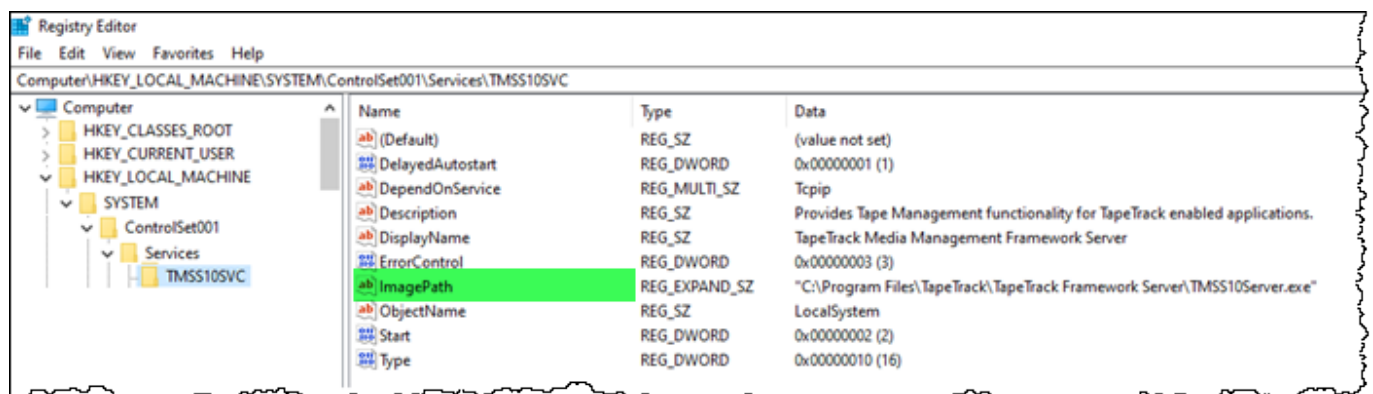 Registry Editor
File Edit View Favorites Help
Computer\HKEY_LOCAL_MACHINE\SYSTEM\ControlSet001\Services\TMSS10SVC
Computer
HKEY_CLASSES_ROOT
HKEY_CURRENT_USER
HKEY_LOCAL_MACHINE
SYSTEM
ControlSet001
Services
TMSS10SVC
Name Type Data
(Default) REG_SZ (value not set)
DelayedAutostart REG_DWORD 0x00000001 (1)
DependOnService REG_MULTI_SZ Tcpip
Description REG_SZ Provides Tape Management functionality for TapeTrack enabled applications.
DisplayName REG_SZ TapeTrack Media Management Framework Server
ErrorControl REG_DWORD 0x00000003 (3)
ImagePath REG_EXPAND_SZ "C:\Program Files\TapeTrack\TapeTrack Framework Server\TMSS10Server.exe"
ObjectName REG_SZ LocalSystem
Start REG_DWORD 0x00000002 (2)
Type REG_DWORD 0x00000010 (16)